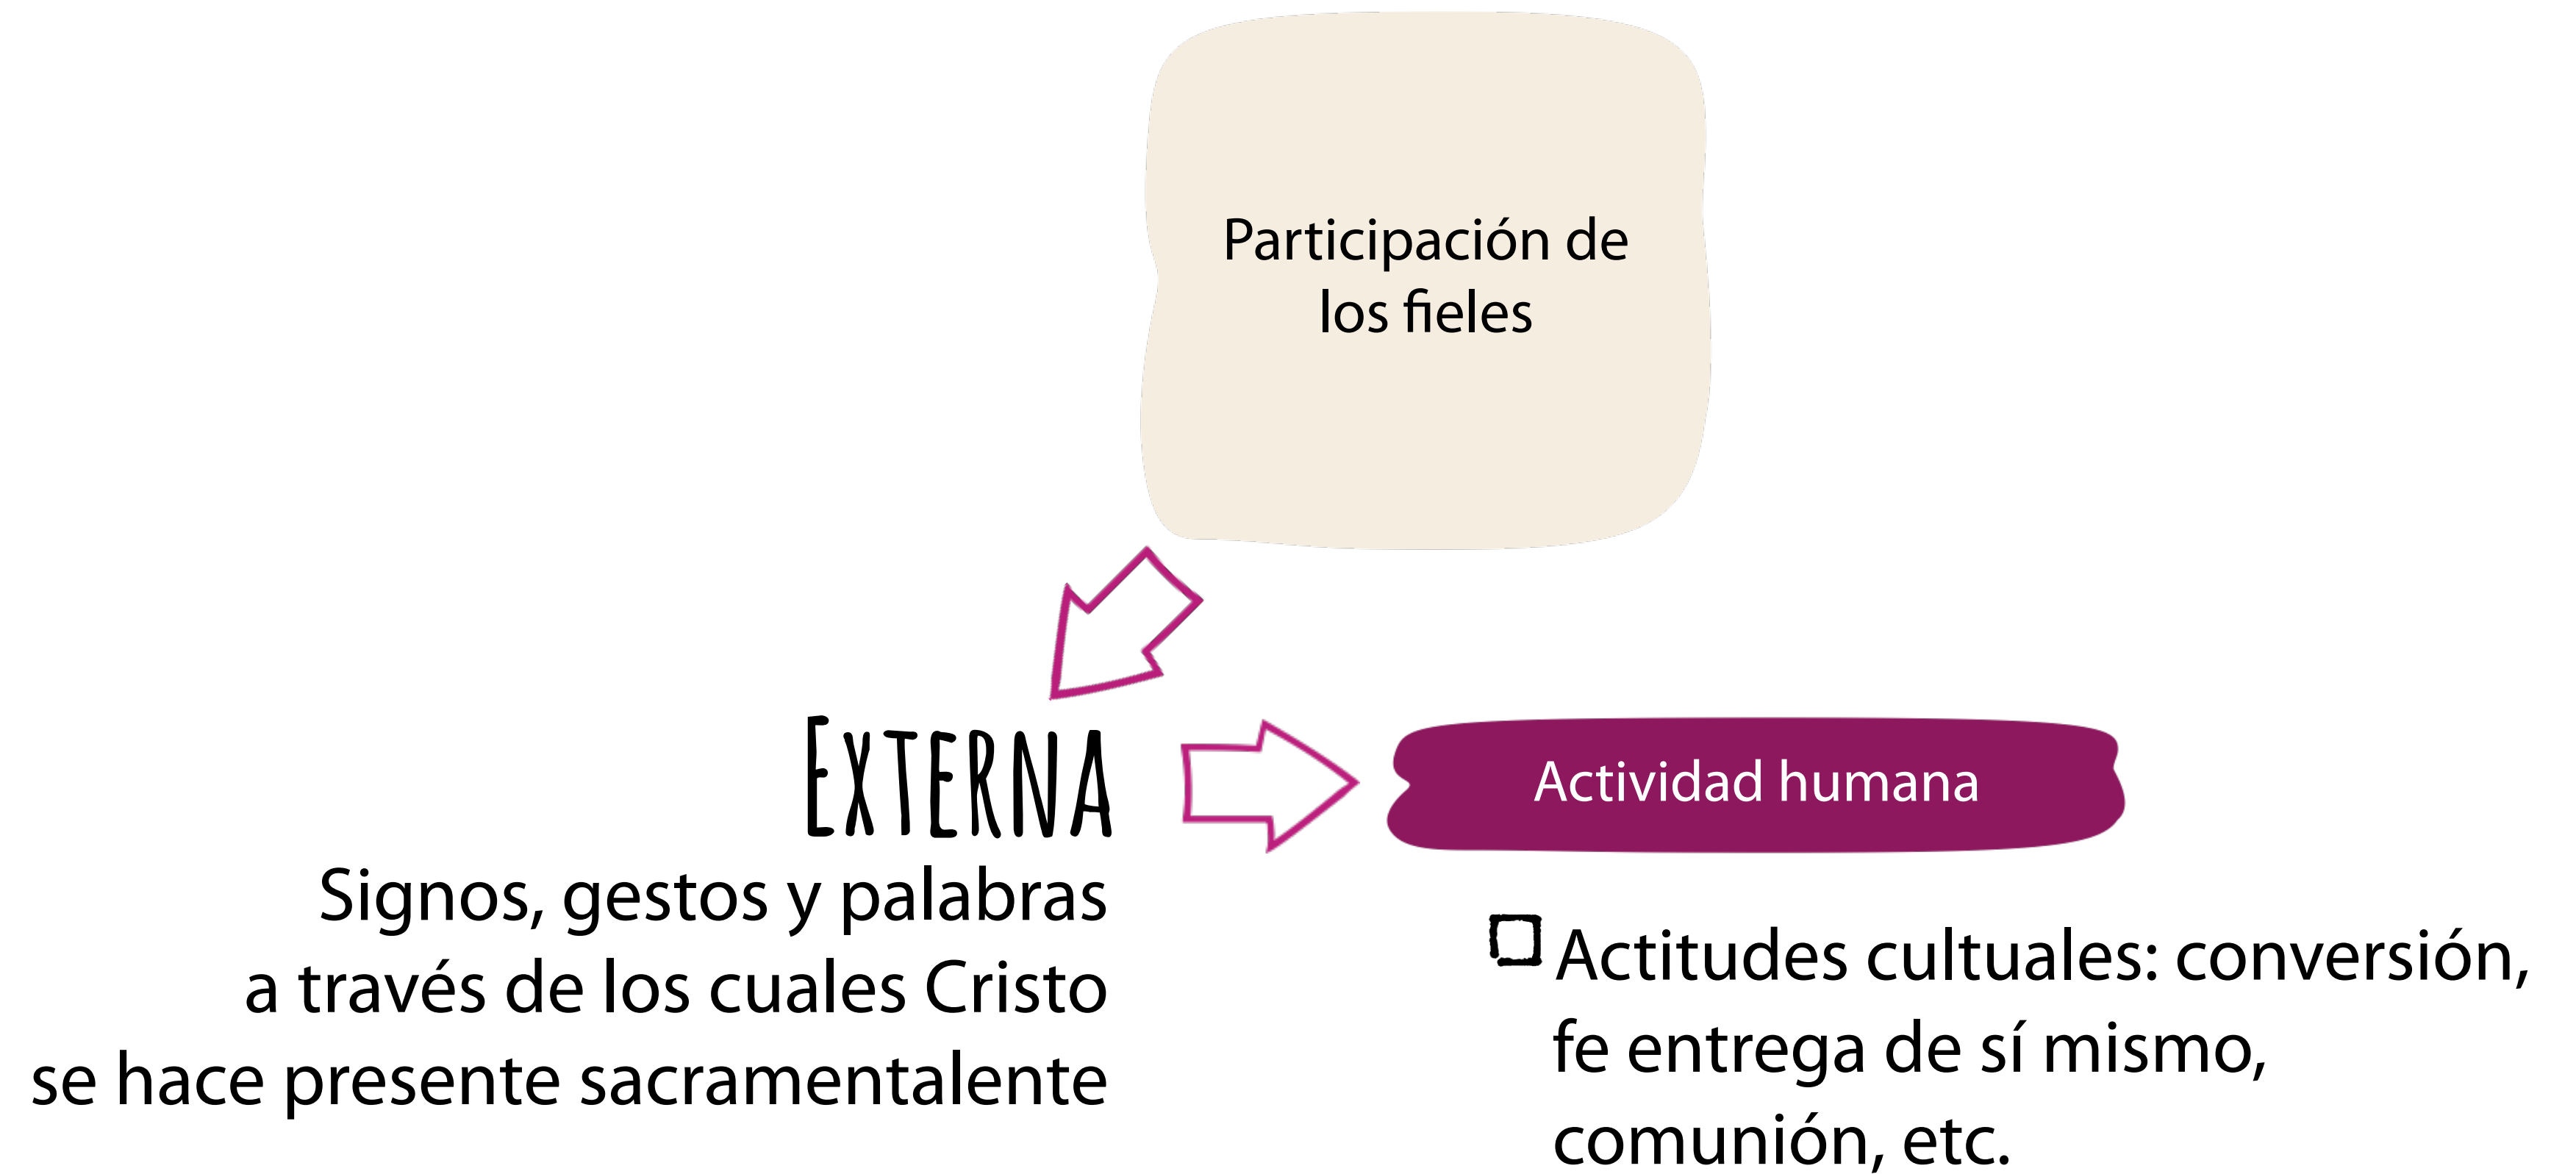 Participación de
los fieles
EXTERNA
Signos, gestos y palabras
a través de los cuales Cristo
se hace presente sacramentalente
Actividad humana
Actitudes cultuales: conversión,
fe entrega de sí mismo,
comunión, etc.